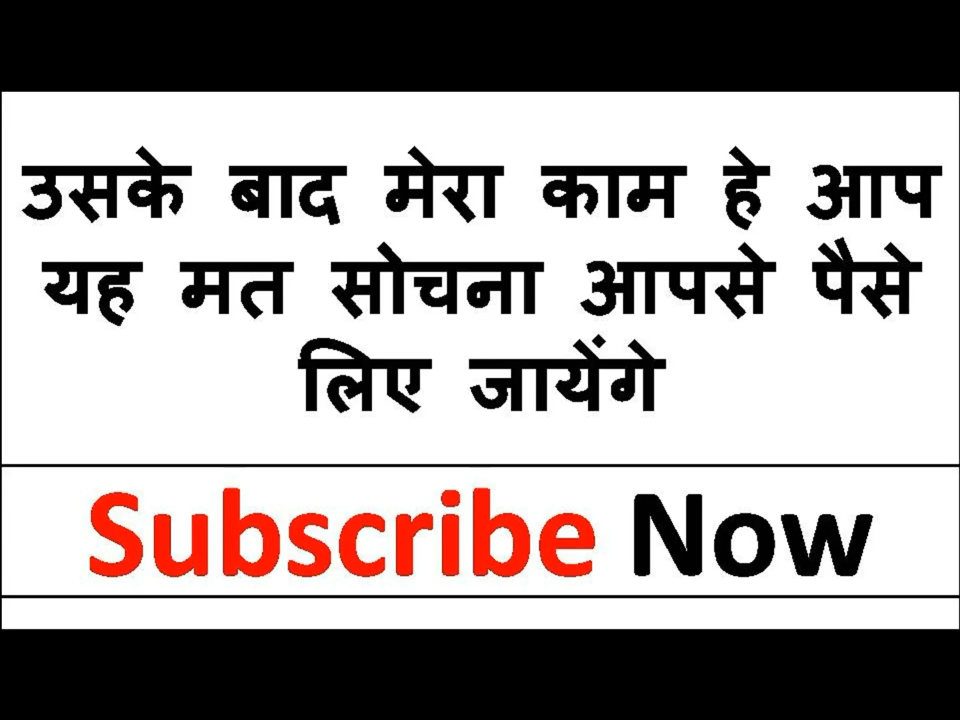 उसके बाद मेरा काम हे आप
यह मत सोचना आपसे पैसे
लिए जायेंगे
Subscribe Now